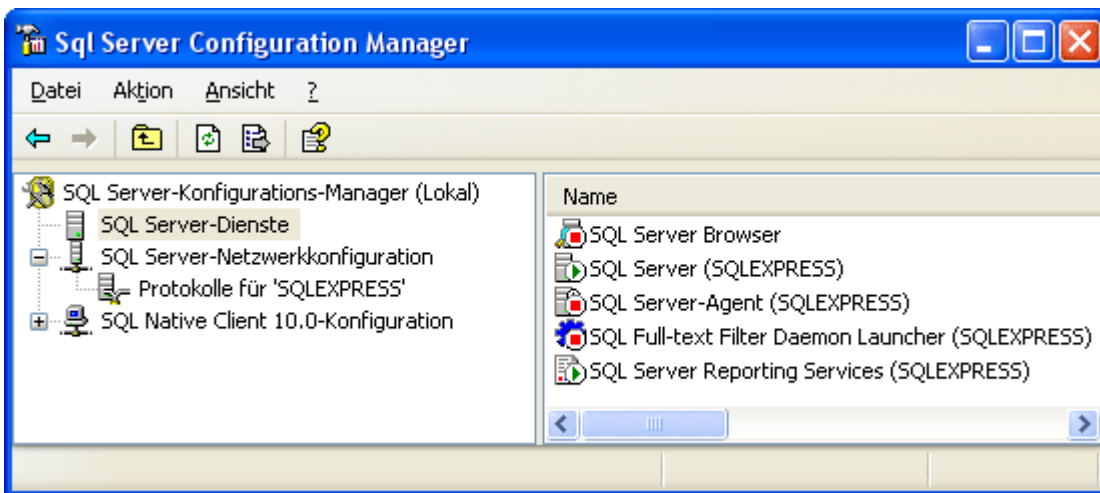 Sql Server Configuration Manager
Datei Aktion Ansicht ?
SQL Server-Konfigurations-Manager (Lokal)
SQL Server-Dienste
SQL Server-Netzwerkkonfiguration
Protokolle für 'SQLEXPRESS'
SQL Native Client 10.0-Konfiguration
Name
SQL Server Browser
SQL Server (SQLEXPRESS)
SQL Server-Agent (SQLEXPRESS)
SQL Full-text Filter Daemon Launcher (SQLEXPRESS)
SQL Server Reporting Services (SQLEXPRESS)